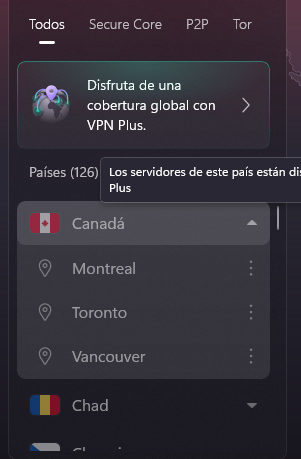 Todos Secure Core P2P Tor
Disfruta de una
cobertura global con
VPN Plus.
Países (126)
Los servidores de este país están dis
Plus
Canadá
Montreal
Toronto
Vancouver
Chad